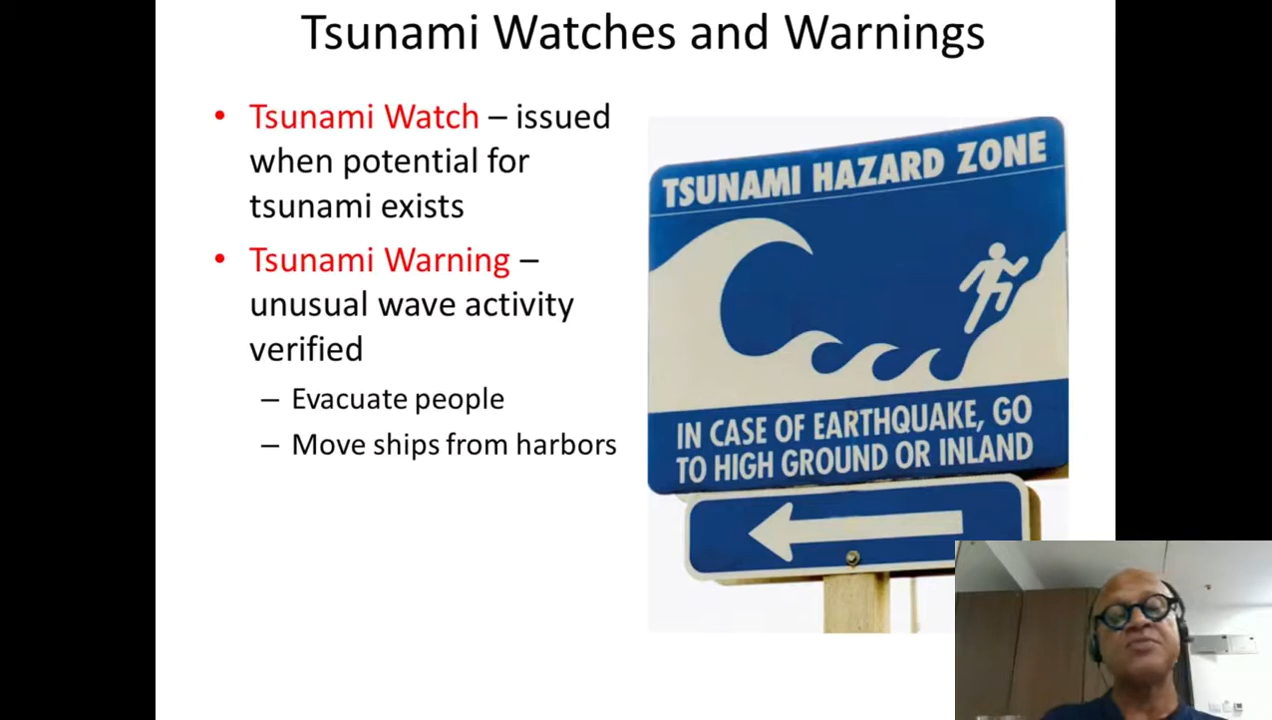 Tsunami Watches and Warnings
• Tsunami Watch – issued
when potential for
tsunami exists
• Tsunami Warning –
unusual wave activity
verified
– Evacuate people
– Move ships from harbors
TSUNAMI HAZARD ZONE
IN CASE OF EARTHQUAKE, GO
TO HIGH GROUND OR INLAND